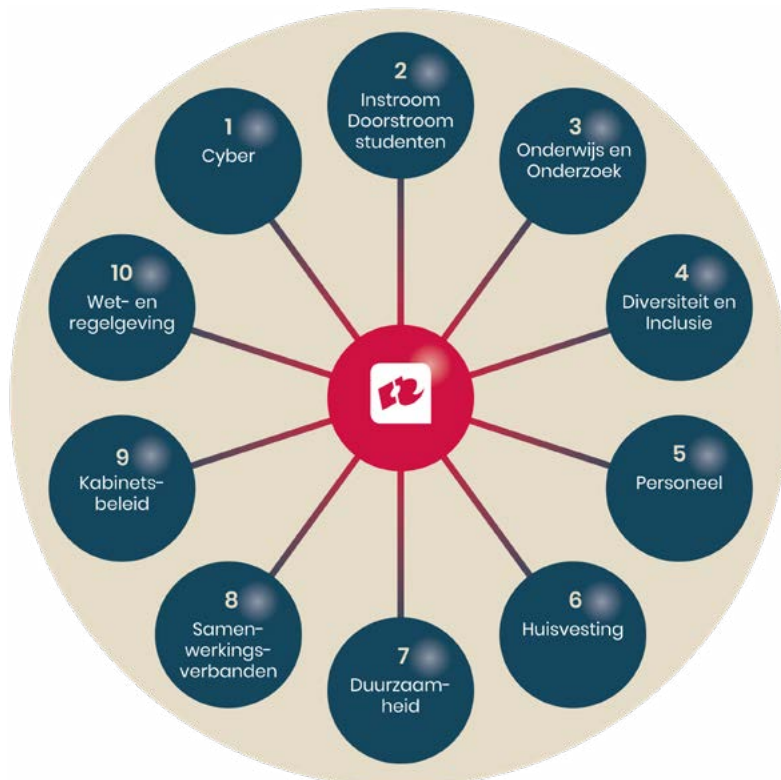 1
Cyber
2
Instroom
Doorstroom
studenten
3
Onderwijs en
Onderzoek
4
Diversiteit en
Inclusie
5
Personeel
6
Huisvesting
7
Duurzaam-
heid
8
Samen-
werkings-
verbanden
9
Kabinets-
beleid
10
Wet- en
regelgeving